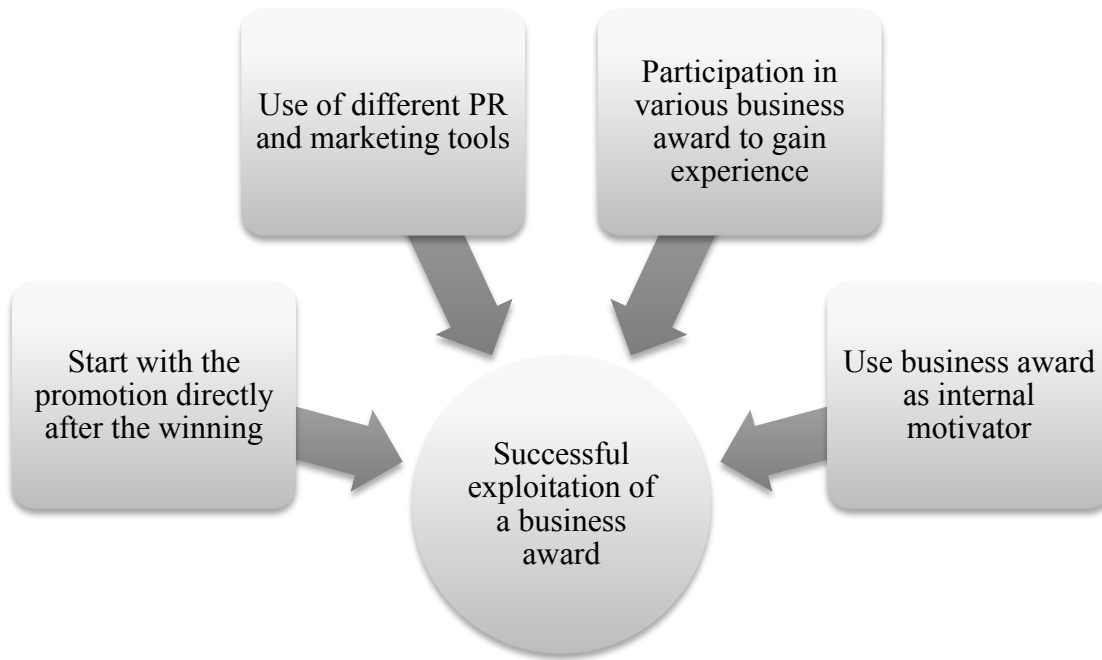 Use of different PR
and marketing tools
Participation in
various business
award to gain
experience
Start with the
promotion directly
after the winning
Use business award
as internal
motivator
Successful
exploitation of
a business
award